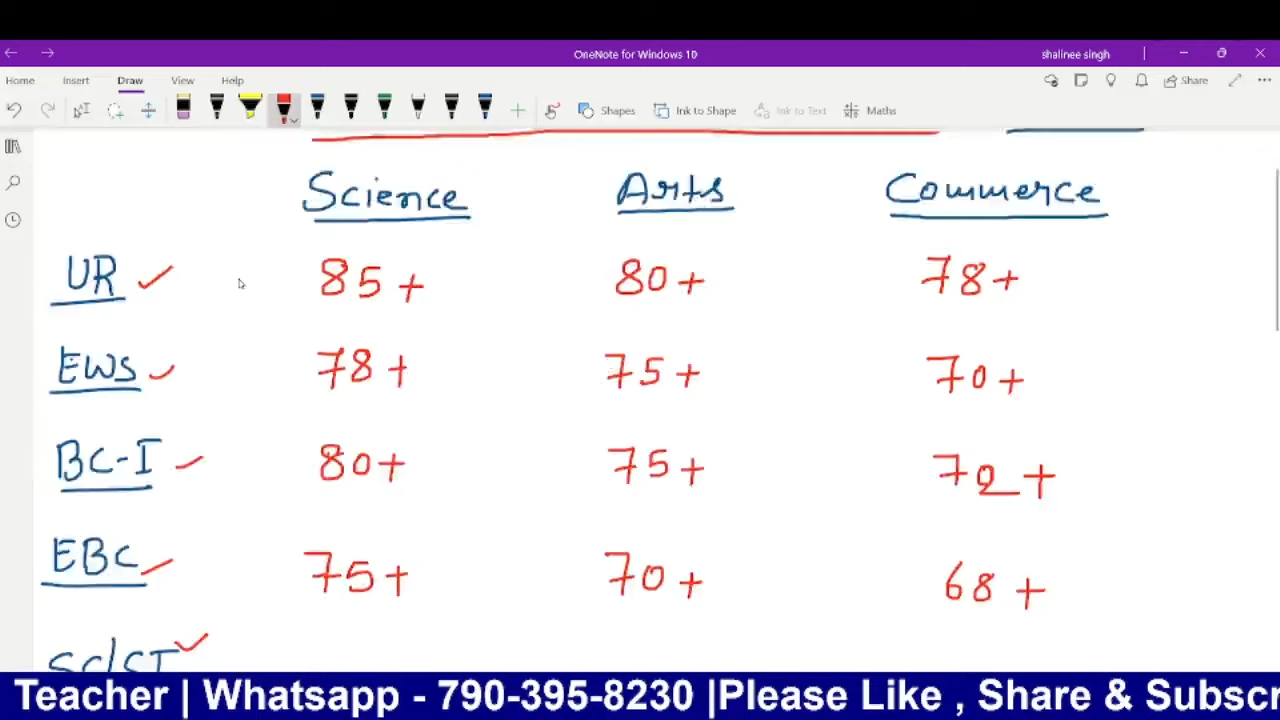 OneNote for Windows 10
shalinee singh
Home Insert Draw View Help
Share
Shapes Ink to Shape Ink to Text Maths
Science Arts Commerce
UR 85+ 80+ 78+
EWS 78+ 75+ 70+
BC-I 80+ 75+ 72+
EBC 75+ 70+ 68+
SC/ST
Teacher | Whatsapp - 790-395-8230 |Please Like , Share & Subscr